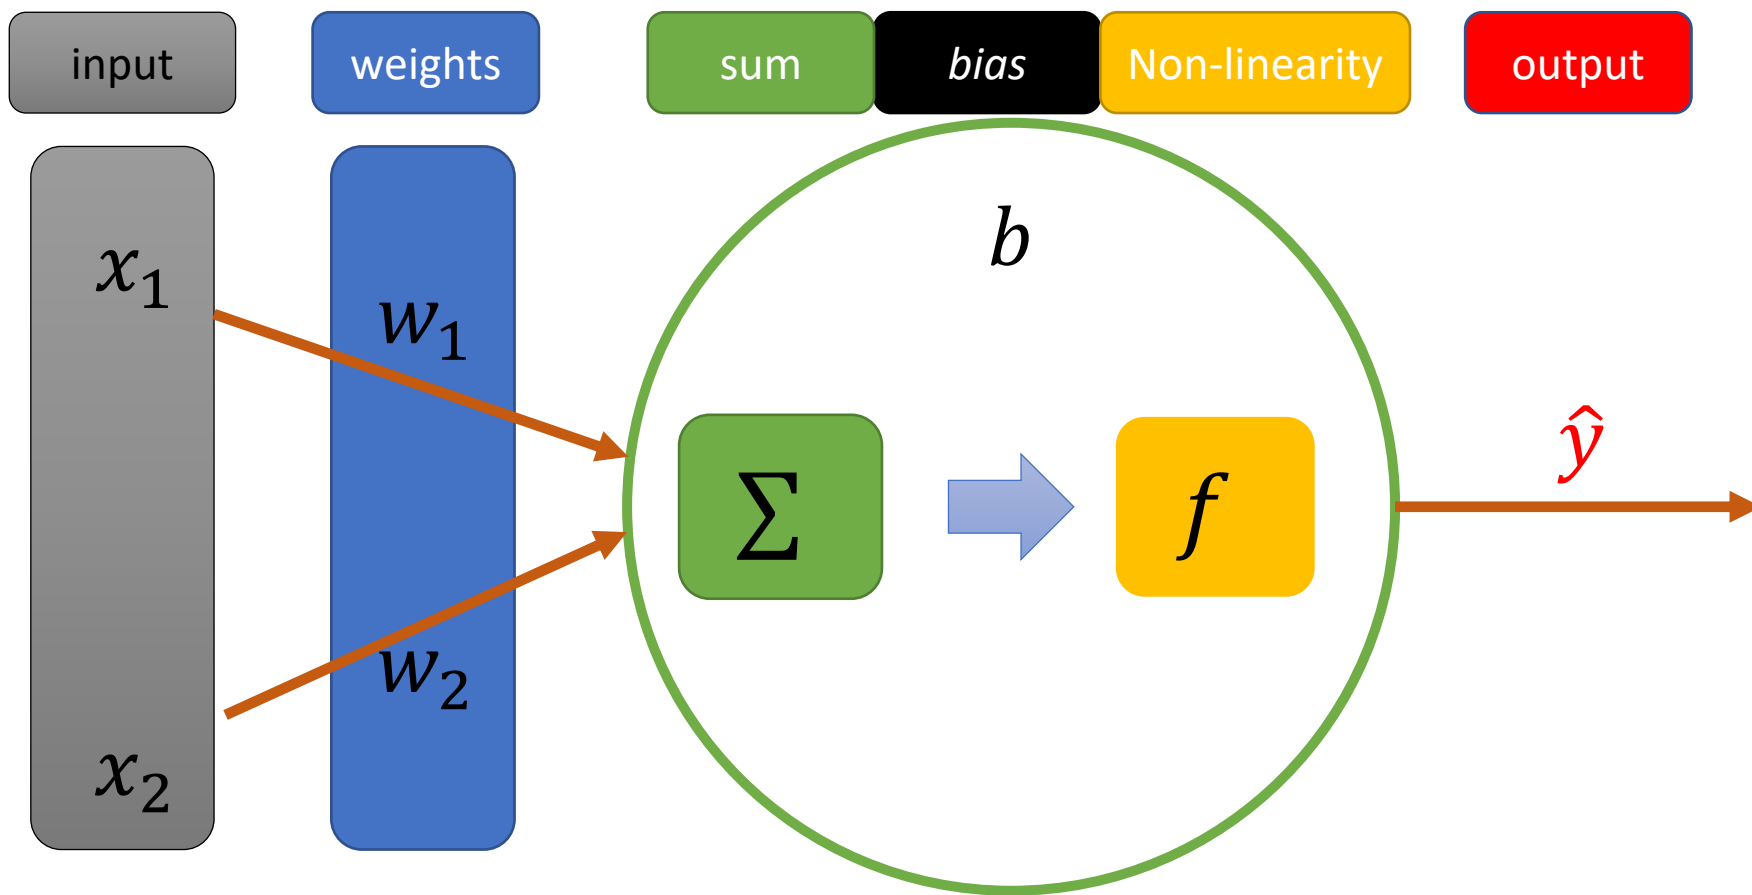 input weights sum bias Non-linearity output
b
x₁
w₁
ŷ
∑ f
w₂
x₂